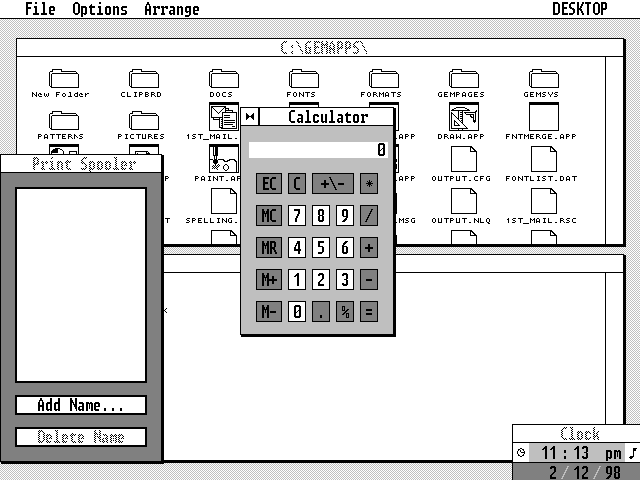 File Options Arrange DESKTOP
C:\GEMAPPS\
New Folder CLIPBRD DOCS FONTS FORMATS GEMPAGES GEMSYS
PATTERNS PICTURES 1ST_MAIL. .APP DRAW.APP FNTMERGE.APP
PAINT.AP .APP OUTPUT.CFG FONTLIST.DAT
SPELLING. .MSG OUTPUT.NLQ 1ST_MAIL.RSC
Calculator
0
EC C +\- *
MC 7 8 9 /
MR 4 5 6 +
M+ 1 2 3 -
M- 0 . % =
Print Spooler
Add Name...
Delete Name
Clock
11:13 pm
2/12/98